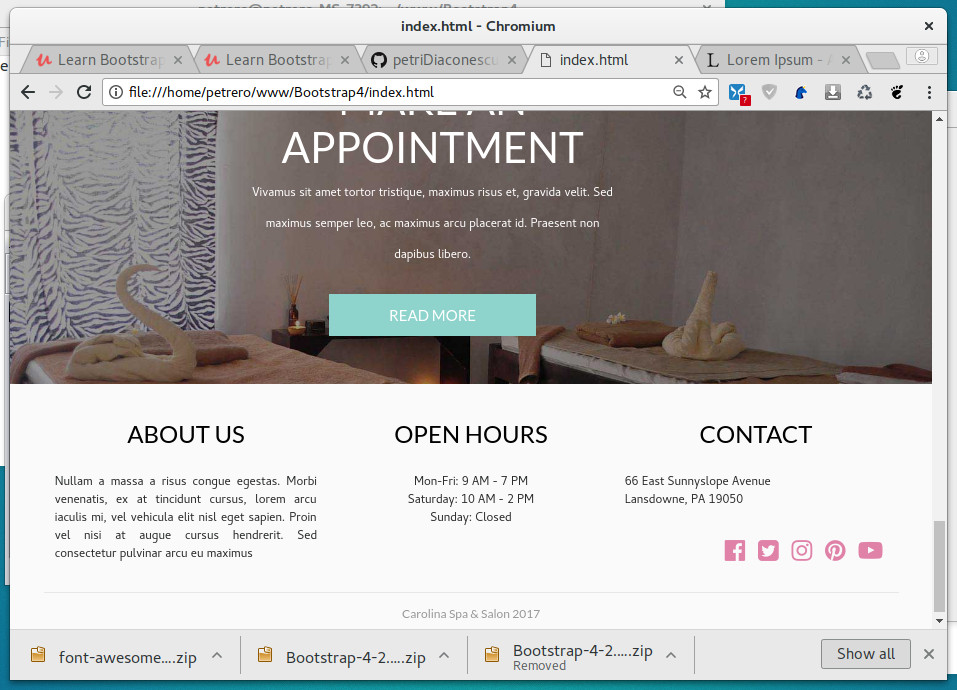 index.html - Chromium
Learn Bootstrap
Learn Bootstrap
petriDiaconescu
index.html
Lorem Ipsum - A
file:///home/petrero/www/Bootstrap4/index.html
MAKE AN
APPOINTMENT
Vivamus sit amet tortor tristique, maximus risus et, gravida velit. Sed
maximus semper leo, ac maximus arcu placerat id. Praesent non
dapibus libero.
READ MORE
ABOUT US
Nullam a massa a risus congue egestas. Morbi
venenatis, ex at tincidunt cursus, lorem arcu
iaculis mi, vel vehicula elit nisl eget sapien. Proin
vel nisi at augue cursus hendrerit. Sed
consectetur pulvinar arcu eu maximus
OPEN HOURS
Mon-Fri: 9 AM - 7 PM
Saturday: 10 AM - 2 PM
Sunday: Closed
CONTACT
66 East Sunnyslope Avenue
Lansdowne, PA 19050
Carolina Spa & Salon 2017
font-awesome....zip
Bootstrap-4-2.....zip
Bootstrap-4-2.....zip
Removed
Show all